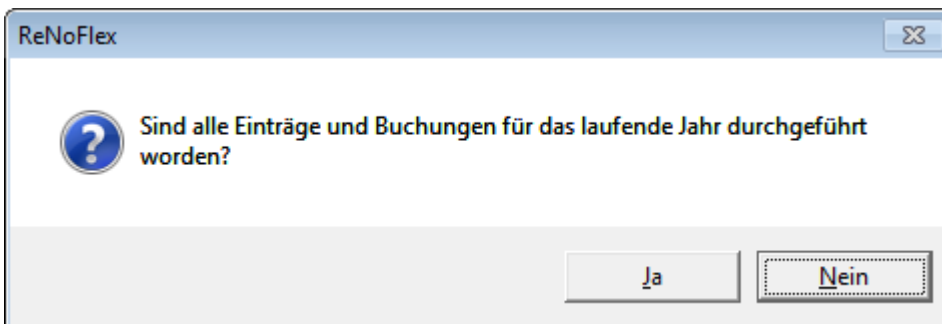 ReNoFlex
Sind alle Einträge und Buchungen für das laufende Jahr durchgeführt
worden?
Ja
Nein